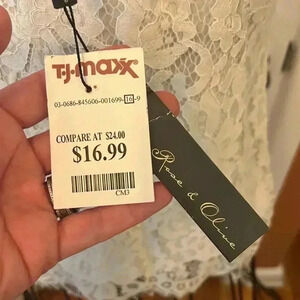 T·J·maxx
03-0686-845606-001699-16-9
COMPARE AT $24.00
$16.99
CM3
Rose & Olive